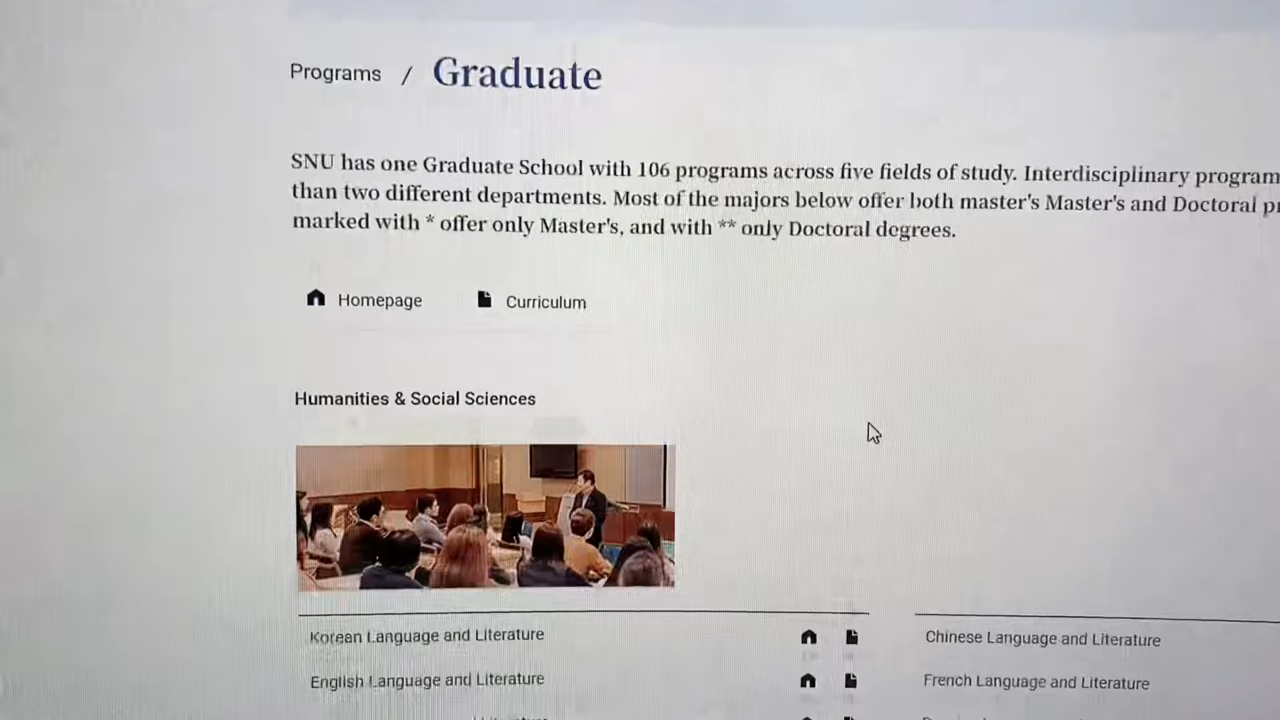 Programs / Graduate
SNU has one Graduate School with 106 programs across five fields of study. Interdisciplinary program
than two different departments. Most of the majors below offer both master's Master's and Doctoral pr
marked with * offer only Master's, and with ** only Doctoral degrees.
Homepage Curriculum
Humanities & Social Sciences
Korean Language and Literature Chinese Language and Literature
English Language and Literature French Language and Literature